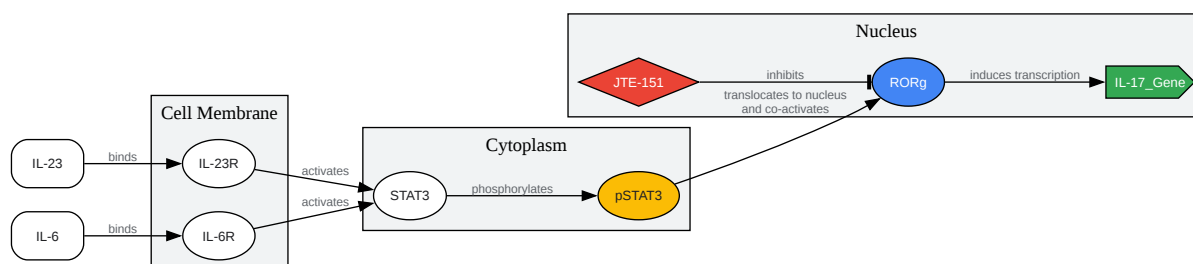 Nucleus
JTE-151
inhibits
RORg
induces transcription
IL-17_Gene
translocates to nucleus
and co-activates
Cell Membrane
Cytoplasm
IL-23
binds
IL-23R
activates
STAT3
phosphorylates
pSTAT3
activates
IL-6
binds
IL-6R